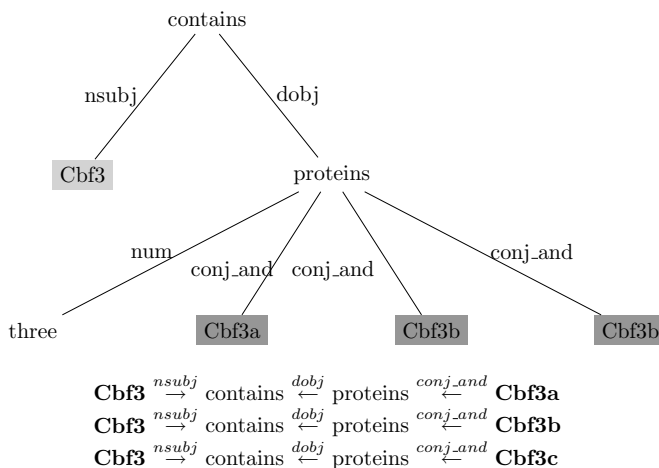 contains
nsubj dobj
Cbf3 proteins
num conj_and conj_and conj_and
three Cbf3a Cbf3b Cbf3b
Cbf3 nsubj → contains dobj ← proteins conj_and ← Cbf3a
Cbf3 nsubj → contains dobj ← proteins conj_and ← Cbf3b
Cbf3 nsubj → contains dobj ← proteins conj_and ← Cbf3c